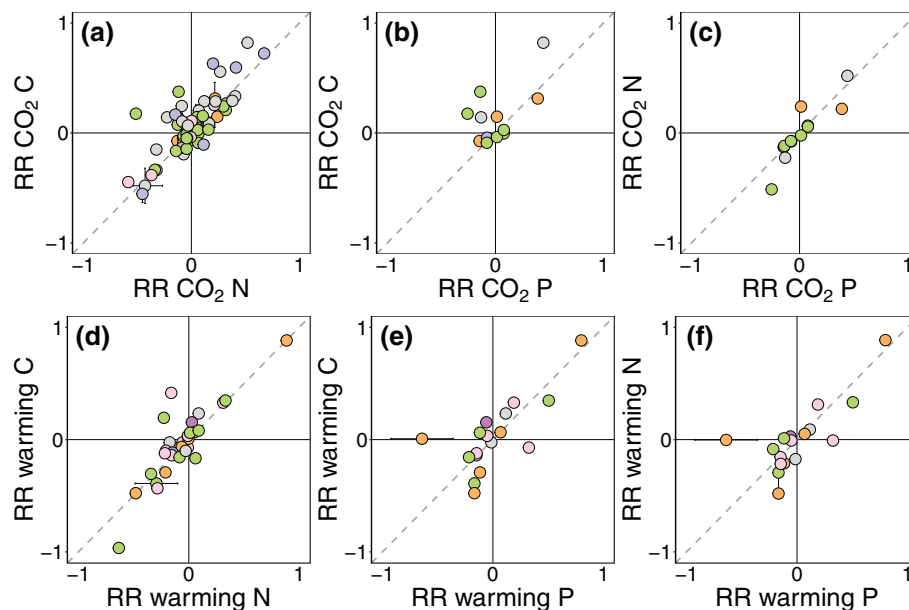 (a)
RR CO₂ C
1
0
−1
−1
0
1
RR CO₂ N
(b)
RR CO₂ C
1
0
−1
−1
0
1
RR CO₂ P
(c)
RR CO₂ N
1
0
−1
−1
0
1
RR CO₂ P
(d)
RR warming C
1
0
−1
−1
0
1
RR warming N
(e)
RR warming C
1
0
−1
−1
0
1
RR warming P
(f)
RR warming N
1
0
−1
−1
0
1
RR warming P